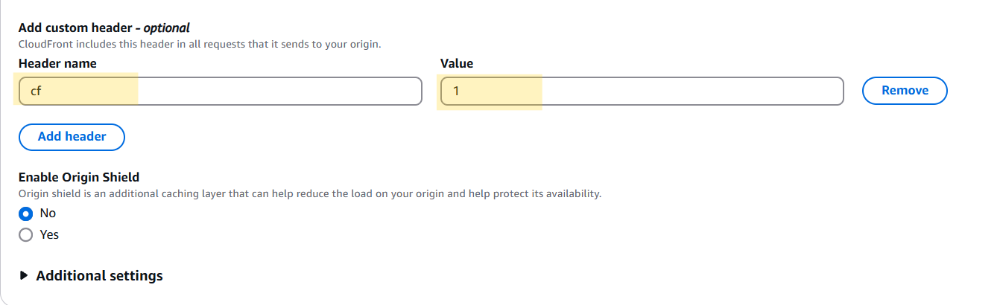 Add custom header - optional
CloudFront includes this header in all requests that it sends to your origin.
Header name
Value
cf
1
Remove
Add header
Enable Origin Shield
Origin shield is an additional caching layer that can help reduce the load on your origin and help protect its availability.
No
Yes
Additional settings